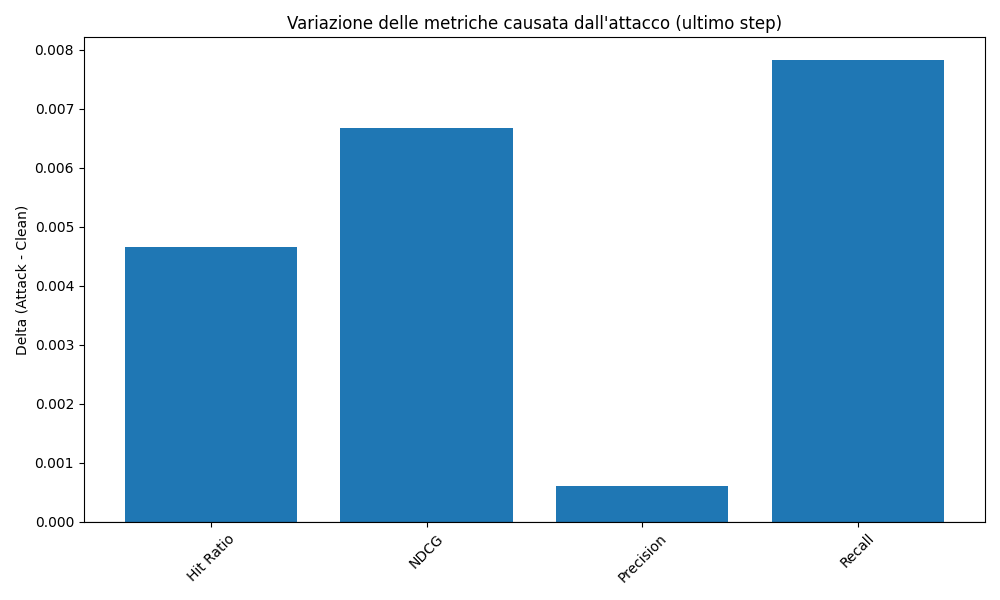 Variazione delle metriche causata dall'attacco (ultimo step)
Delta (Attack - Clean)
0.008
0.007
0.006
0.005
0.004
0.003
0.002
0.001
0.000
Hit Ratio
NDCG
Precision
Recall